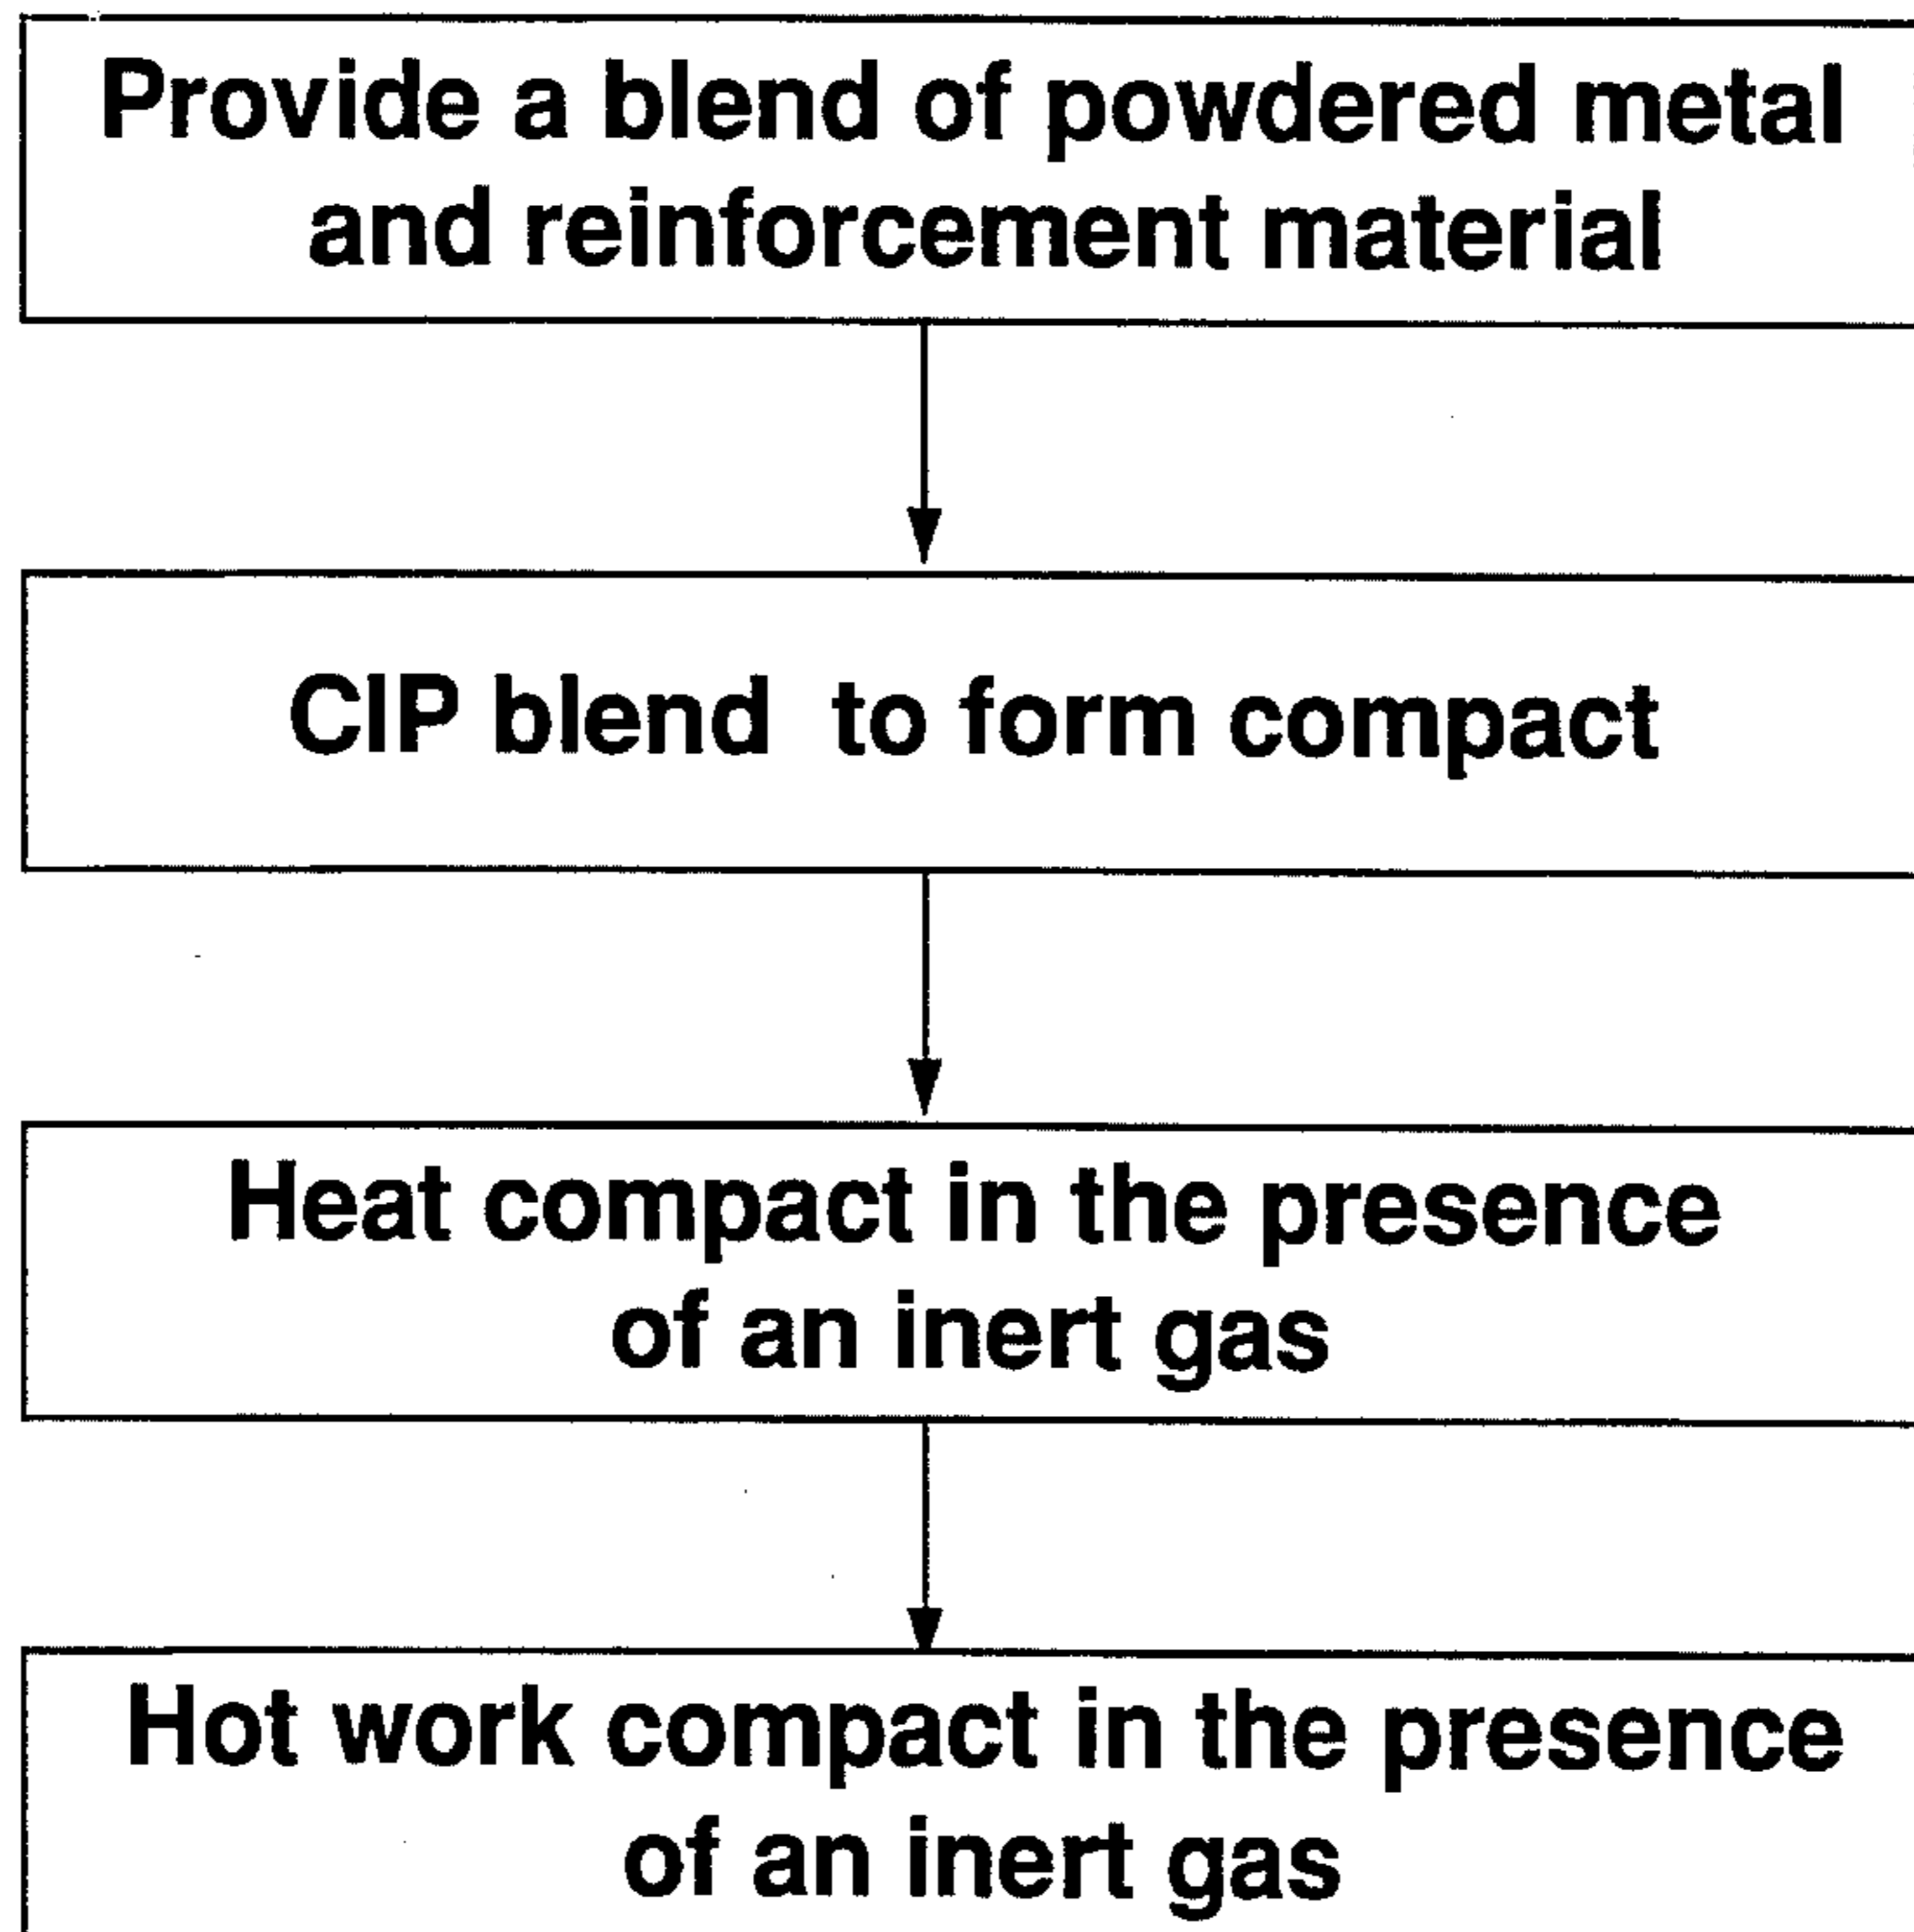 Provide a blend of powdered metal
and reinforcement material
CIP blend to form compact
Heat compact in the presence
of an inert gas
Hot work compact in the presence
of an inert gas